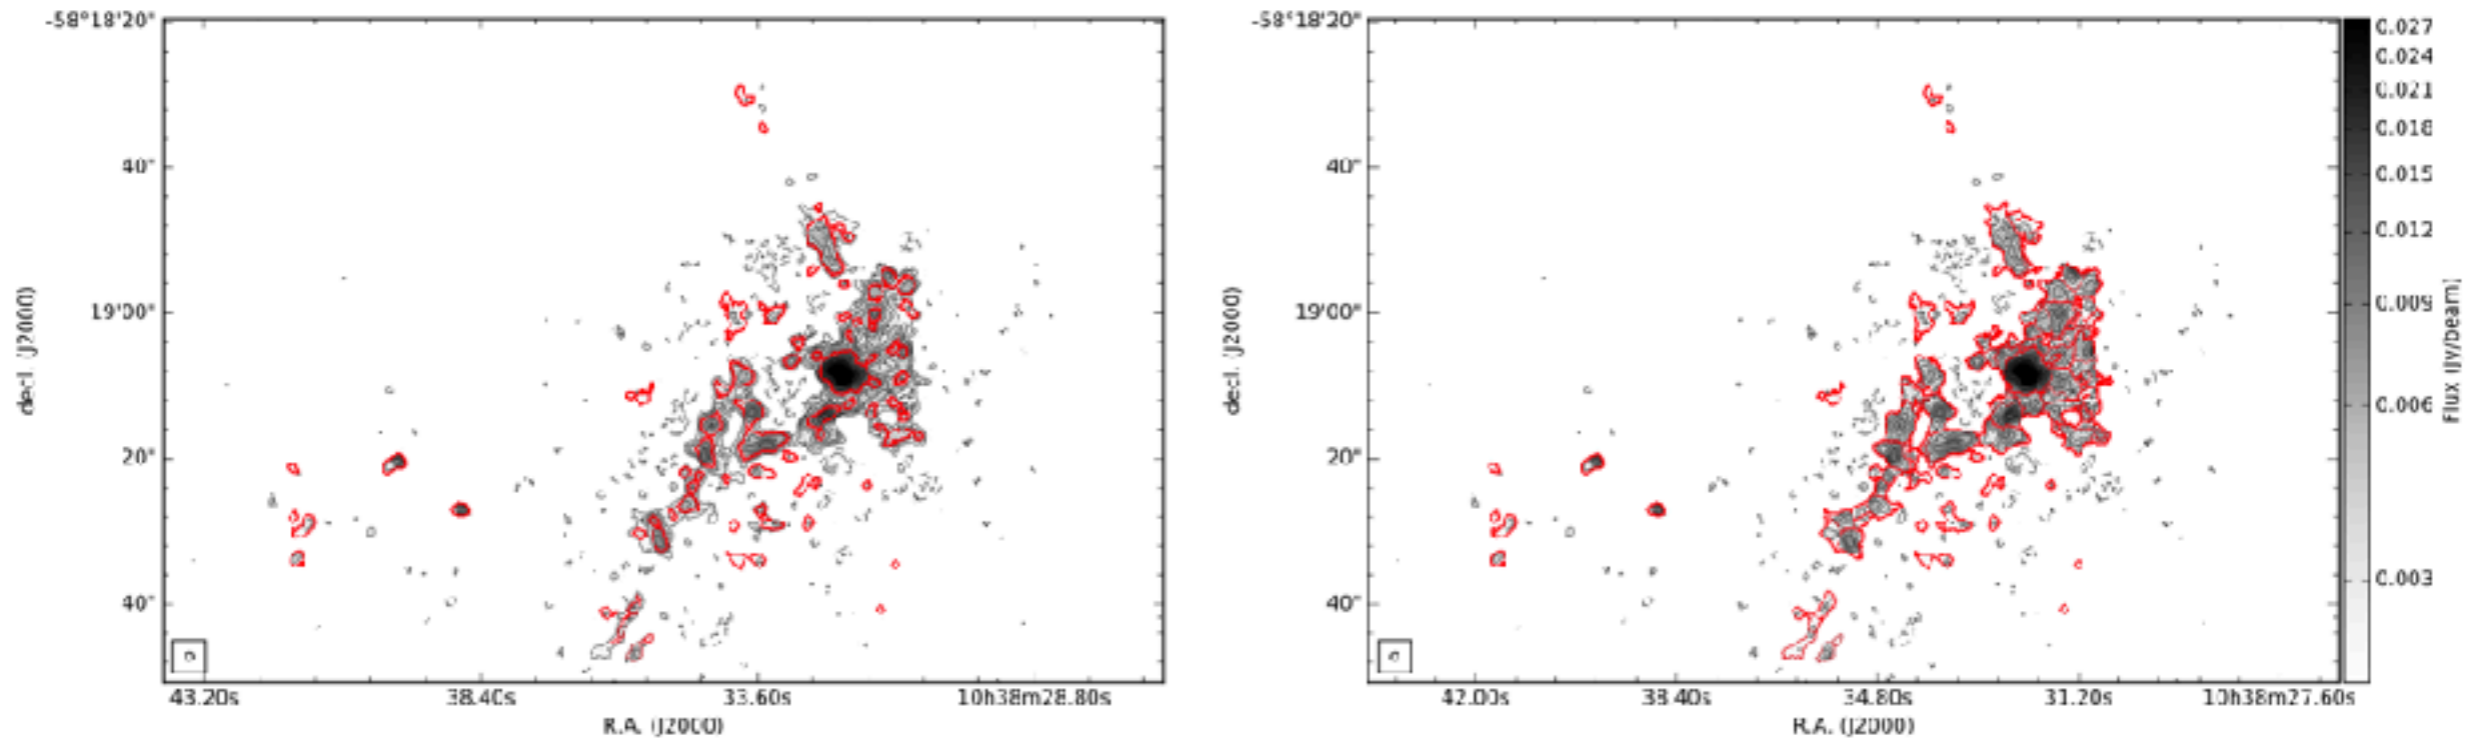 -58°18'20"
40"
19'00"
20"
40"
decl. (J2000)
43.20s 38.40s 33.60s 10h38m28.80s
R.A. (J2000)
-58°18'20"
40"
19'00"
20"
40"
decl. (J2000)
42.00s 38.40s 34.80s 31.20s 10h38m27.60s
R.A. (J2000)
0.027
0.024
0.021
0.018
0.015
0.012
0.009
0.006
0.003
Flux (Jy/beam)